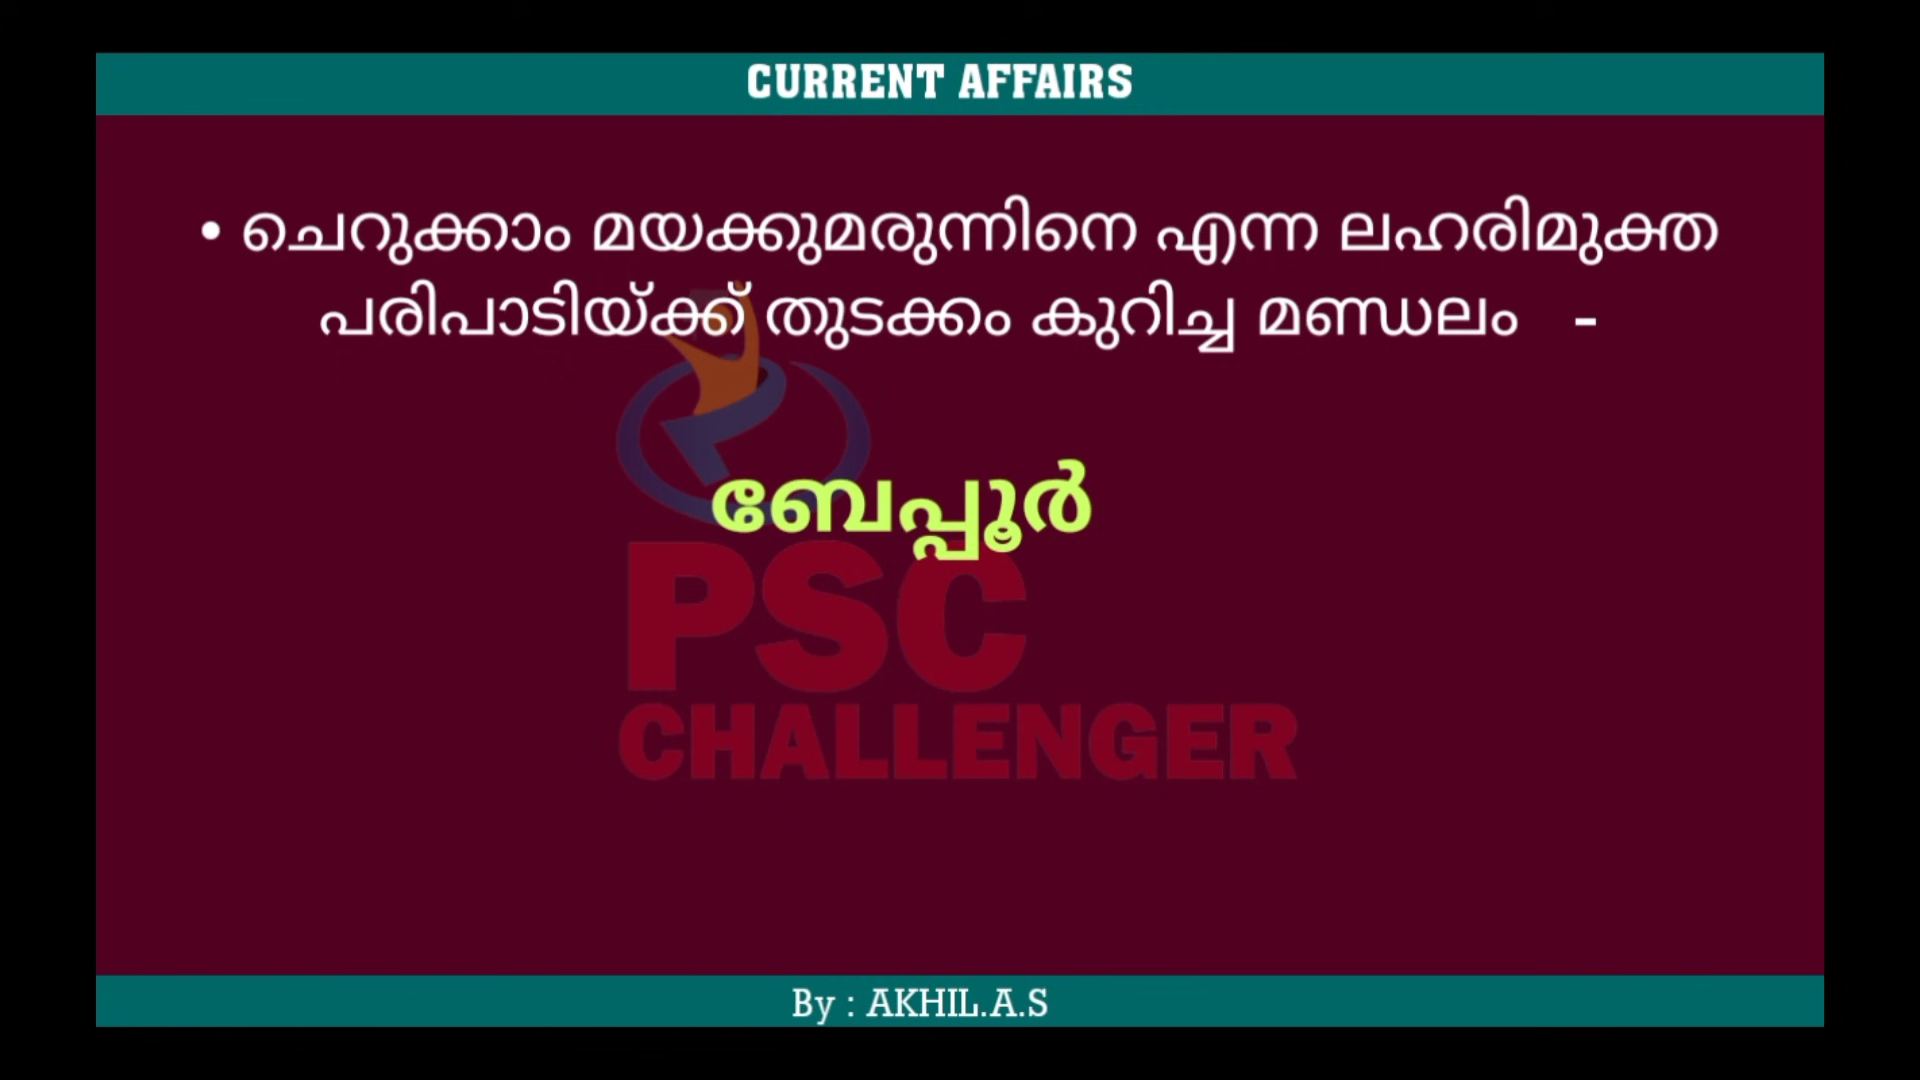 CURRENT AFFAIRS
• ചെറുക്കാം മയക്കുമരുന്നിനെ എന്ന ലഹരിമുക്ത
പരിപാടിയ്ക്ക് തുടക്കം കുറിച്ച മണ്ഡലം -
ബേപ്പൂർ
PSC
CHALLENGER
By : AKHIL.A.S